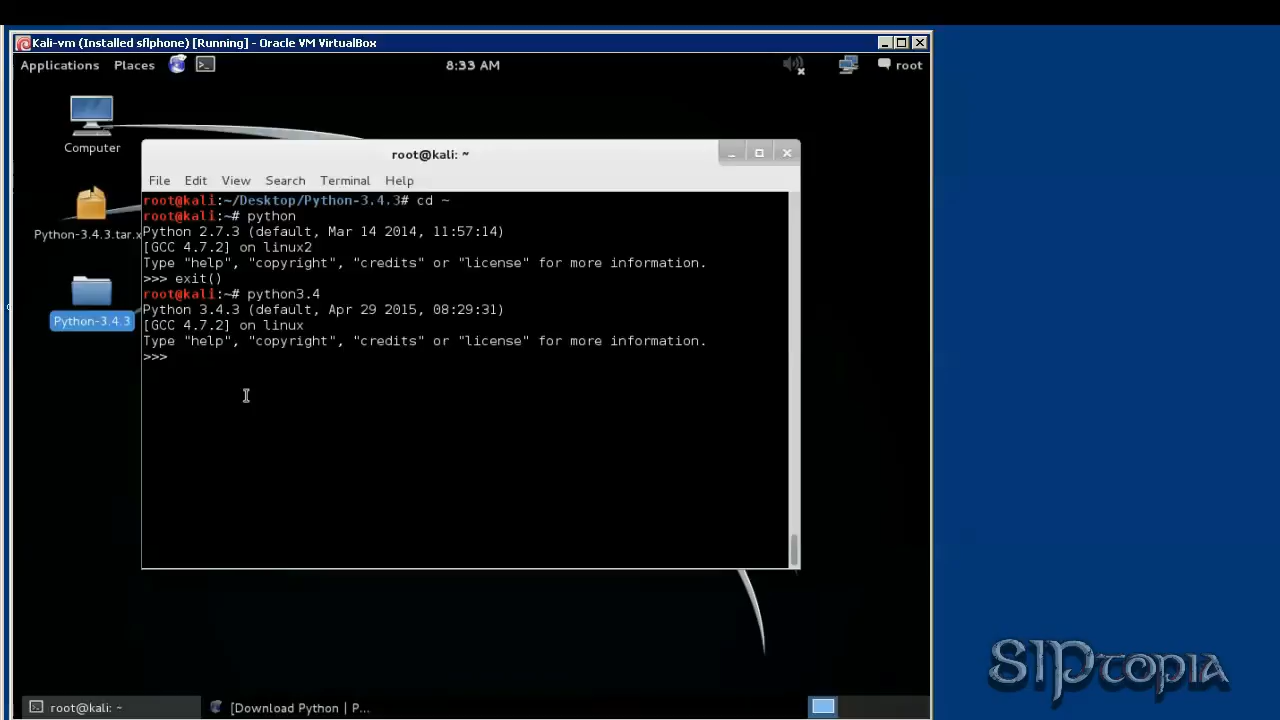 Kali-vm (Installed sflphone) [Running] - Oracle VM VirtualBox
Applications Places 8:33 AM root
Computer
Python-3.4.3.tar.x
Python-3.4.3
root@kali: ~
File Edit View Search Terminal Help
root@kali:~/Desktop/Python-3.4.3# cd ~
root@kali:~# python
Python 2.7.3 (default, Mar 14 2014, 11:57:14)
[GCC 4.7.2] on linux2
Type "help", "copyright", "credits" or "license" for more information.
>>> exit()
root@kali:~# python3.4
Python 3.4.3 (default, Apr 29 2015, 08:29:31)
[GCC 4.7.2] on linux
Type "help", "copyright", "credits" or "license" for more information.
>>>
root@kali: ~ [Download Python | P...
SIPtopia